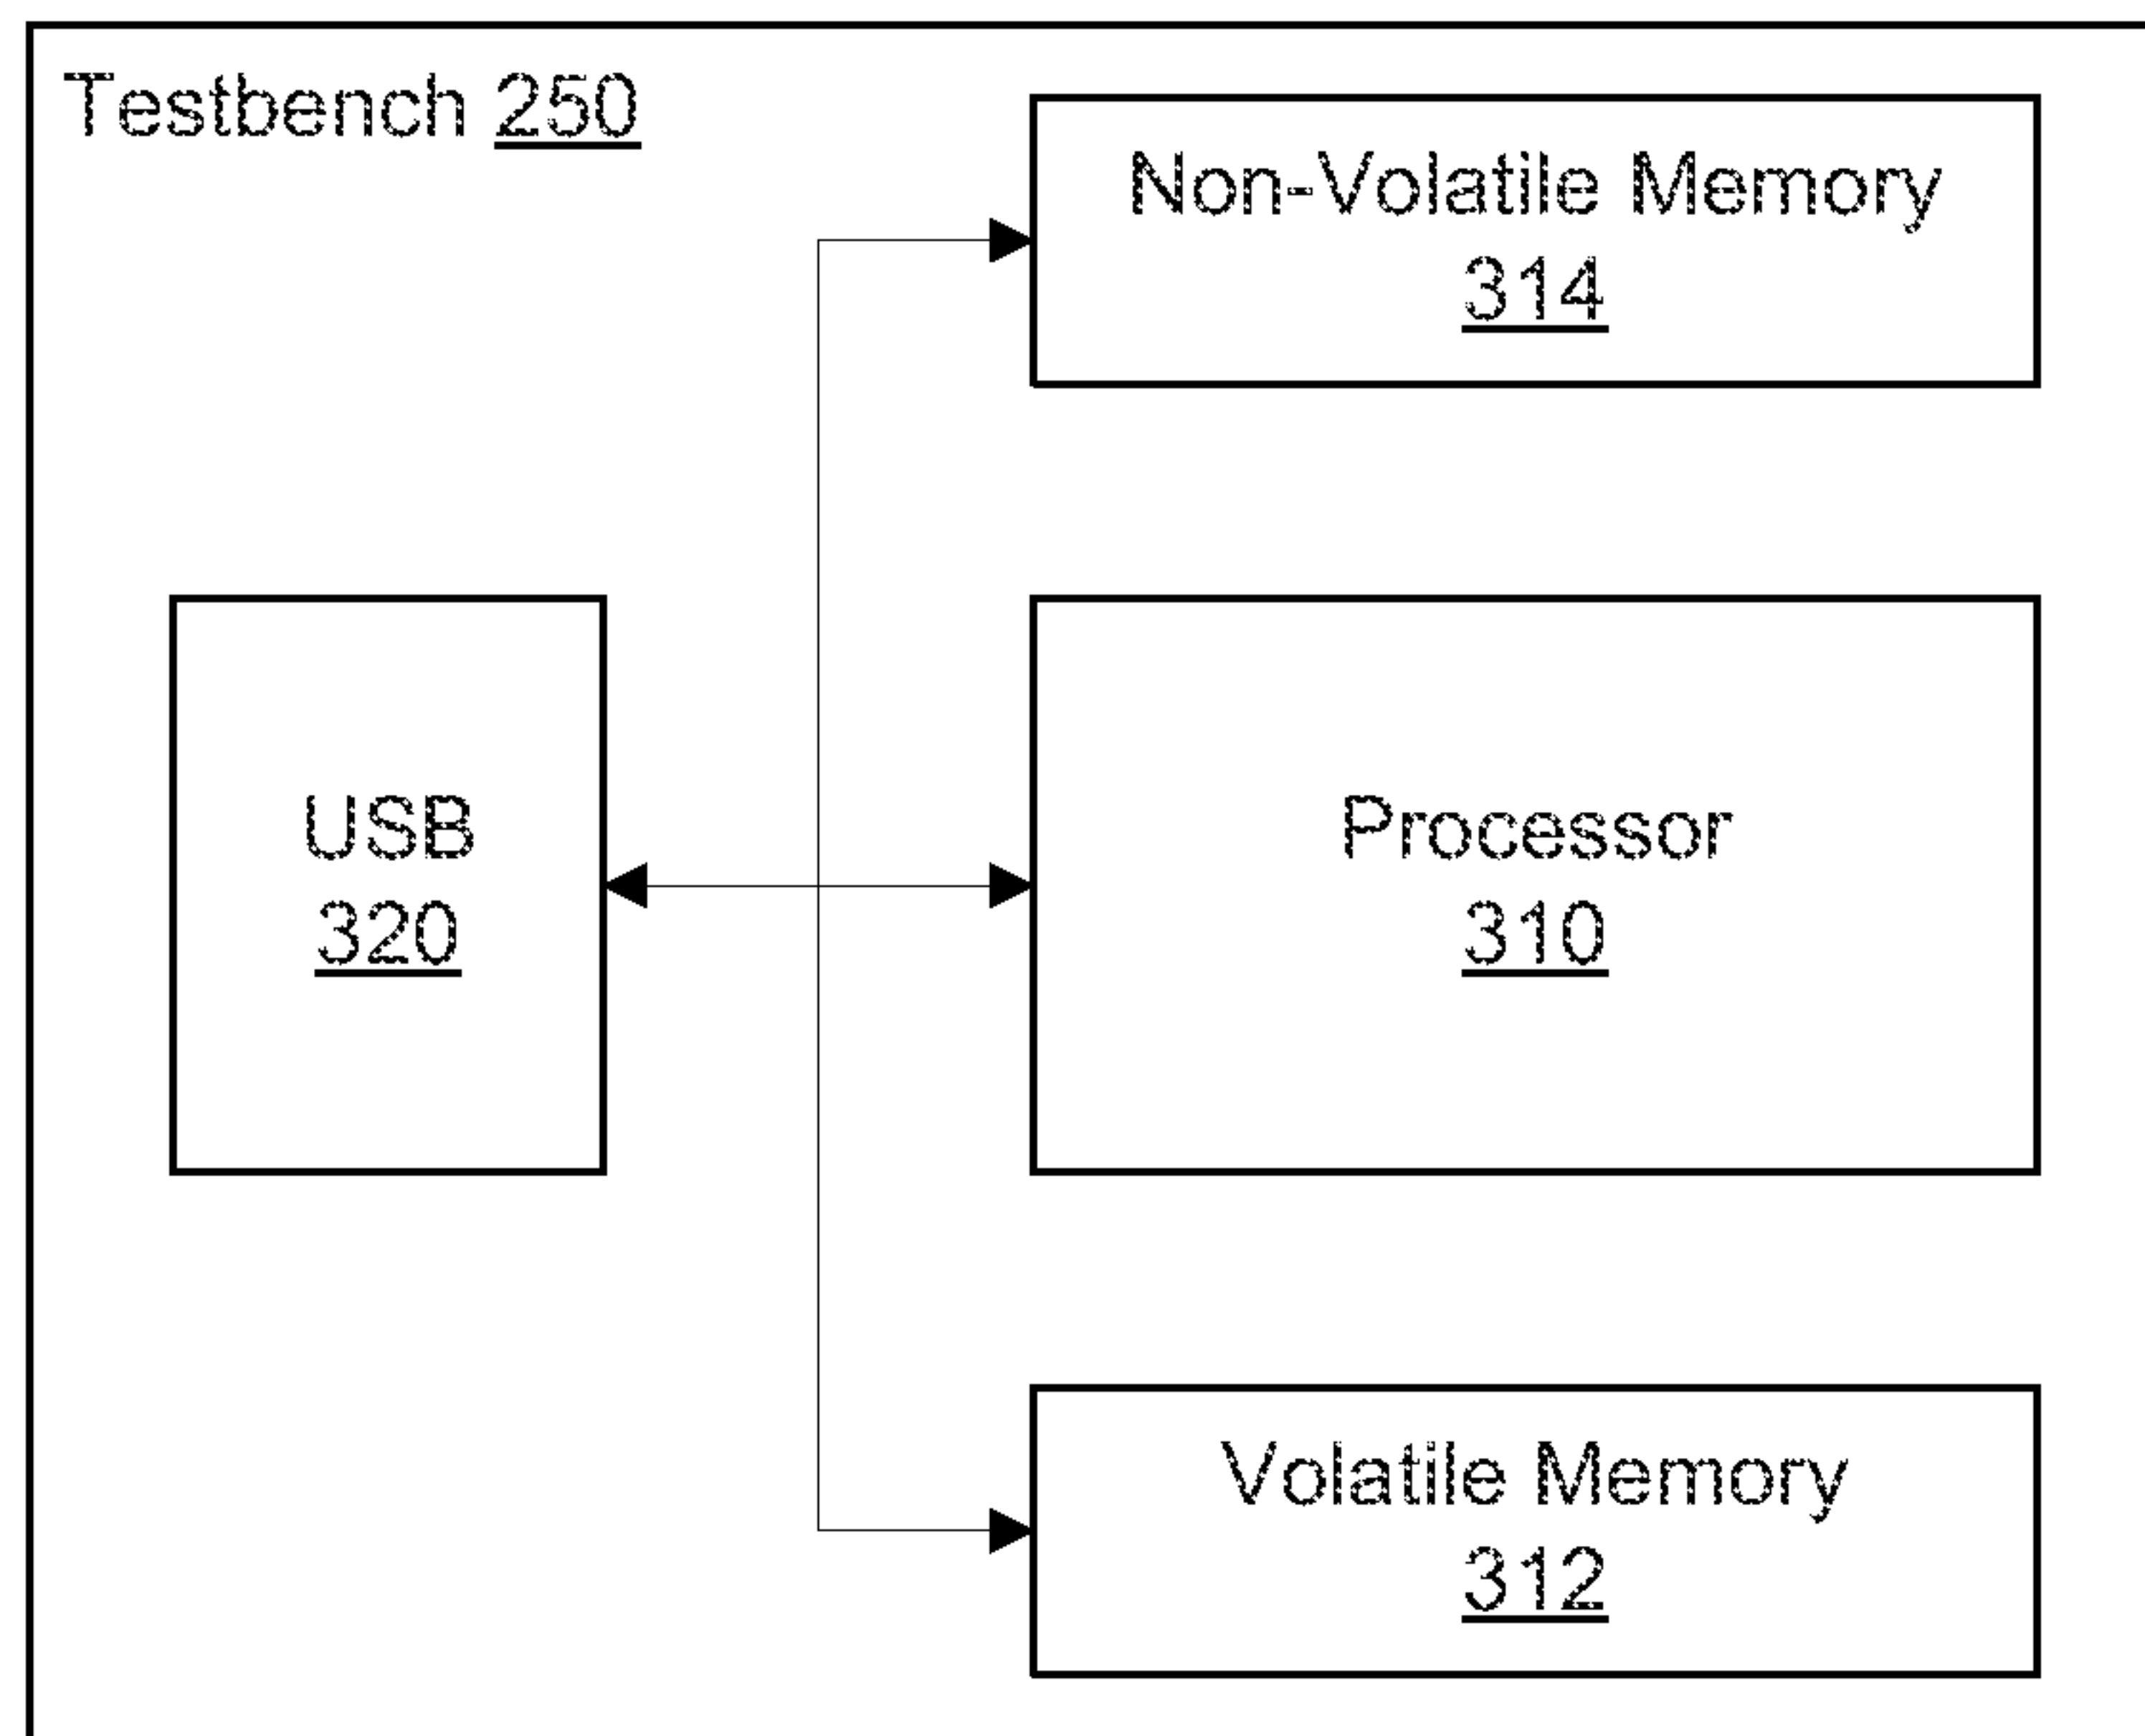 Testbench 250
Non-Volatile Memory
314
USB
320
Processor
310
Volatile Memory
312